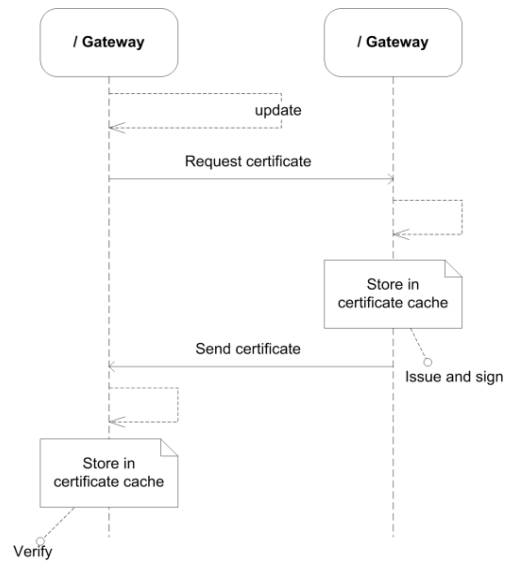 / Gateway
/ Gateway
update
Request certificate
Store in
certificate cache
Send certificate
Issue and sign
Store in
certificate cache
Verify